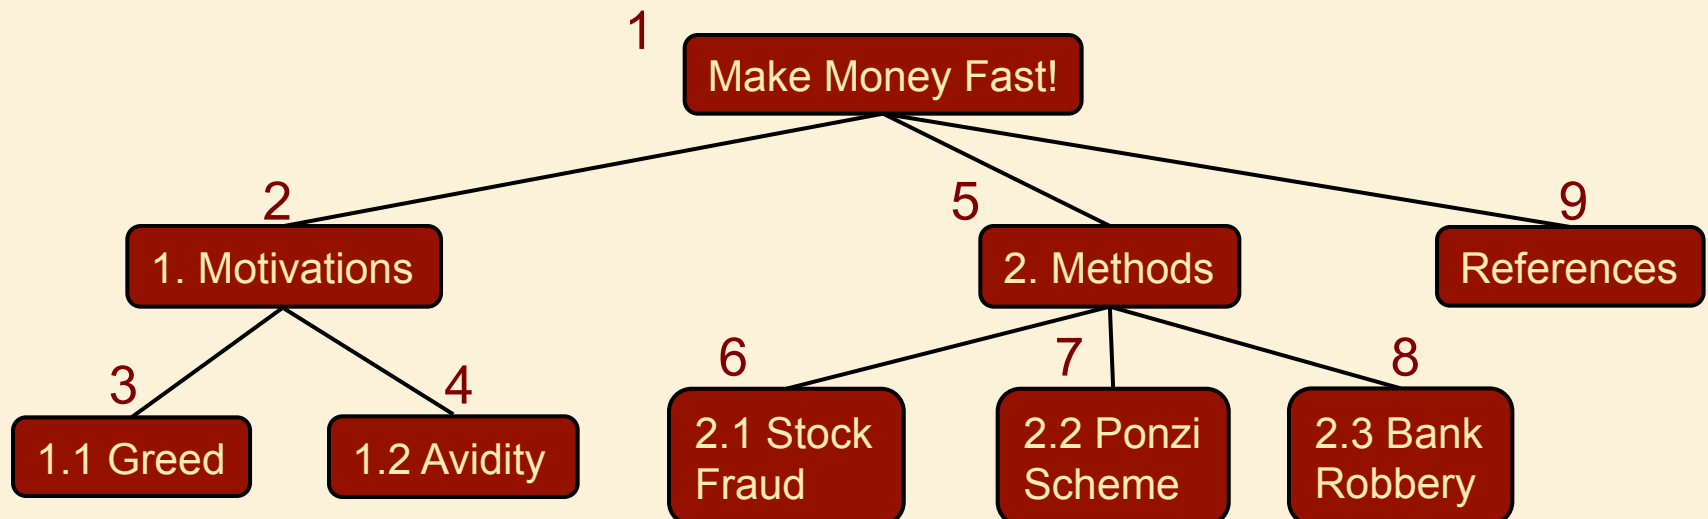 1
Make Money Fast!
2
5
9
1. Motivations
2. Methods
References
3
4
6
7
8
1.1 Greed
1.2 Avidity
2.1 Stock
Fraud
2.2 Ponzi
Scheme
2.3 Bank
Robbery